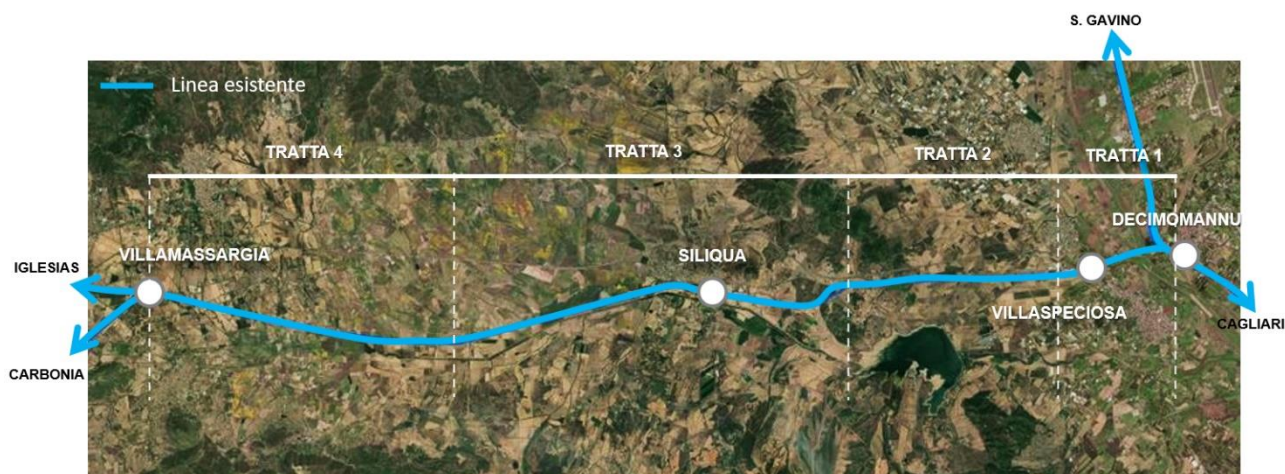 S. GAVINO
Linea esistente
TRATTA 4
TRATTA 3
TRATTA 2
TRATTA 1
DECIMOMANNU
VILLAMASSARGIA
SILIQUA
IGLESIAS
VILLASPECIOSA
CAGLIARI
CARBONIA